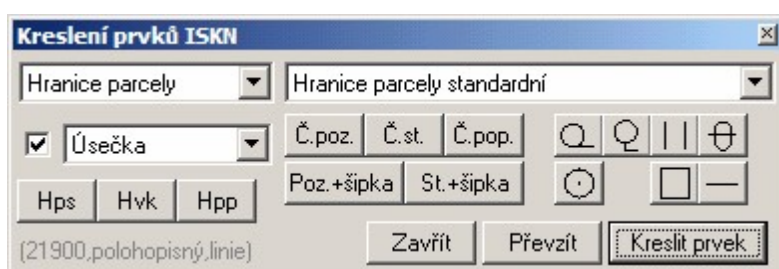 Kreslení prvků ISKN
Hranice parcely Hranice parcely standardní
Úsečka Č.poz. Č.st. Č.pop.
Poz.+šipka St.+šipka
Hps Hvk Hpp
(21900,polohopisný,linie) Zavřít Převzít Kreslit prvek